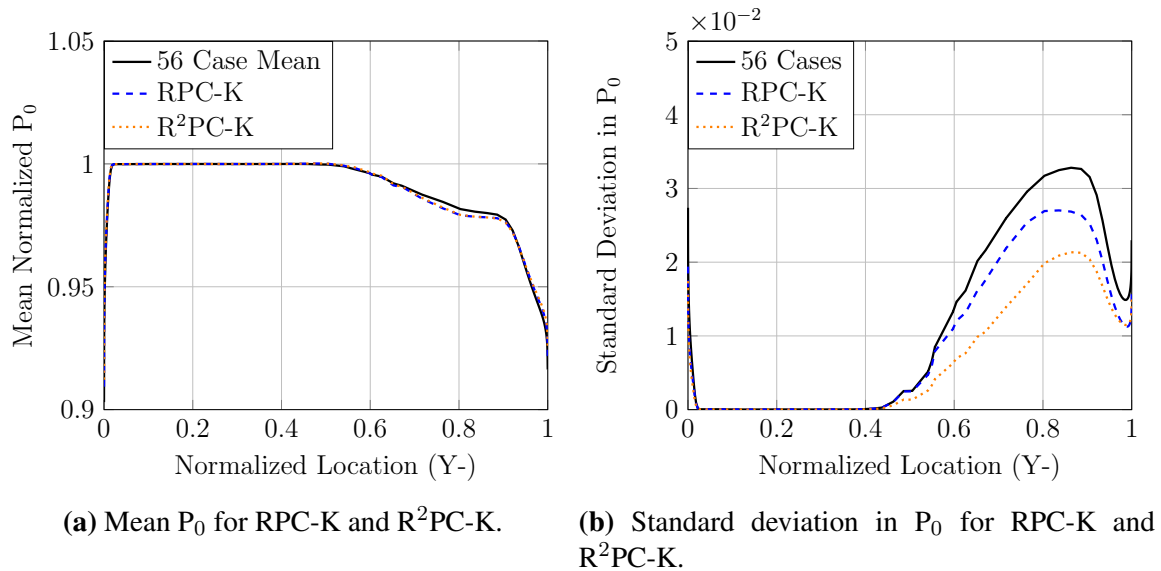 1.05
1
0.95
0.9
Mean Normalized P₀
56 Case Mean
RPC-K
R²PC-K
0 0.2 0.4 0.6 0.8 1
Normalized Location (Y-)
(a) Mean P₀ for RPC-K and R²PC-K.
×10⁻²
5
4
3
2
1
0
Standard Deviation in P₀
56 Cases
RPC-K
R²PC-K
0 0.2 0.4 0.6 0.8 1
Normalized Location (Y-)
(b) Standard deviation in P₀ for RPC-K and
R²PC-K.